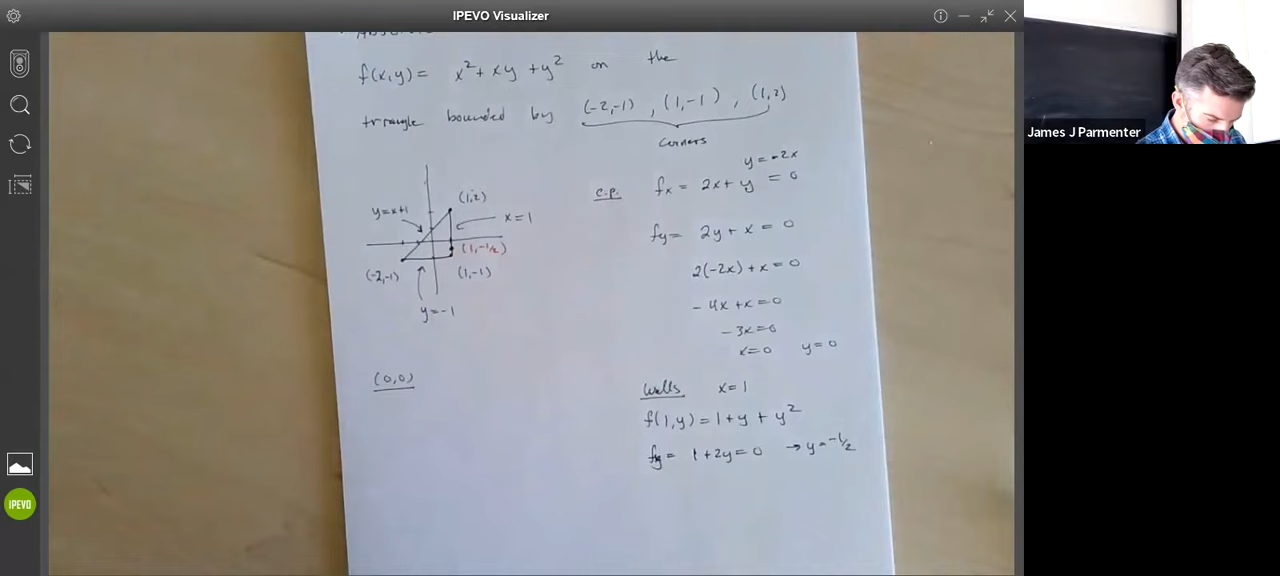 IPEVO Visualizer
James J Parmenter
f(x,y) = x² + xy + y² on the
triangle bounded by (-2,-1) , (1,-1) , (1,2)
corners
y = -2x
c.p. fx = 2x + y = 0
fy = 2y + x = 0
2(-2x) + x = 0
- 4x + x = 0
- 3x = 0
x = 0 y = 0
(1,2)
y = x+1
x = 1
(1,-1/2)
(-2,-1)
(1,-1)
y = -1
(0,0)
Walls x = 1
f(1,y) = 1 + y + y²
fy = 1 + 2y = 0 → y = -1/2
IPEVO